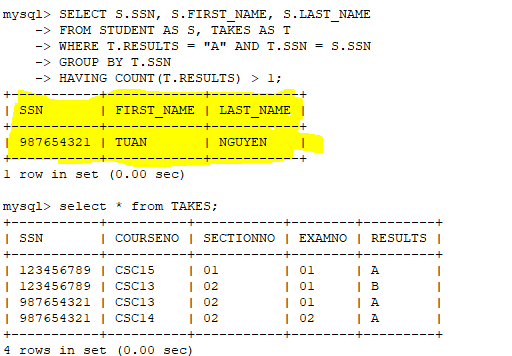 mysql> SELECT S.SSN, S.FIRST_NAME, S.LAST_NAME
    -> FROM STUDENT AS S, TAKES AS T
    -> WHERE T.RESULTS = "A" AND T.SSN = S.SSN
    -> GROUP BY T.SSN
    -> HAVING COUNT(T.RESULTS) > 1;
+-----------+------------+-----------+
| SSN       | FIRST_NAME | LAST_NAME |
+-----------+------------+-----------+
| 987654321 | TUAN       | NGUYEN    |
+-----------+------------+-----------+
1 row in set (0.00 sec)
mysql> select * from TAKES;
+-----------+----------+-----------+--------+---------+
| SSN       | COURSENO | SECTIONNO | EXAMNO | RESULTS |
+-----------+----------+-----------+--------+---------+
| 123456789 | CSC15    | 01        | 01     | A       |
| 123456789 | CSC13    | 02        | 01     | B       |
| 987654321 | CSC13    | 02        | 01     | A       |
| 987654321 | CSC14    | 02        | 02     | A       |
+-----------+----------+-----------+--------+---------+
4 rows in set (0.00 sec)